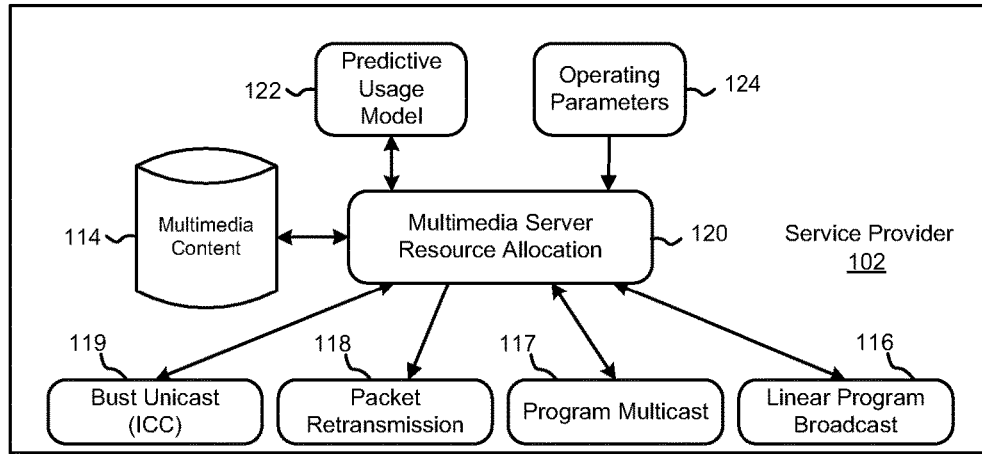 Predictive
Usage
Model
122
Operating
Parameters
124
Multimedia
Content
114
Multimedia Server
Resource Allocation
120
Service Provider
102
119
Bust Unicast
(ICC)
118
Packet
Retransmission
117
Program Multicast
116
Linear Program
Broadcast